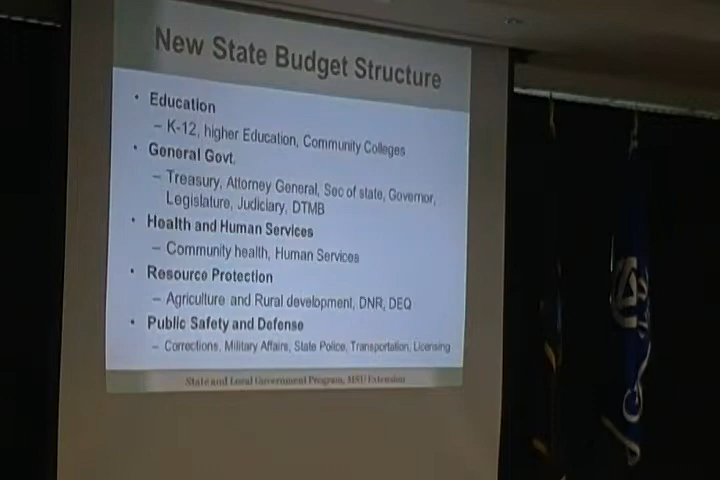 New State Budget Structure
• Education
– K-12, higher Education, Community Colleges
• General Govt.
– Treasury, Attorney General, Sec of state, Governor,
Legislature, Judiciary, DTMB
• Health and Human Services
– Community health, Human Services
• Resource Protection
– Agriculture and Rural development, DNR, DEQ
• Public Safety and Defense
– Corrections, Military Affairs, State Police, Transportation, Licensing
State and Local Government Program, MSU Extension